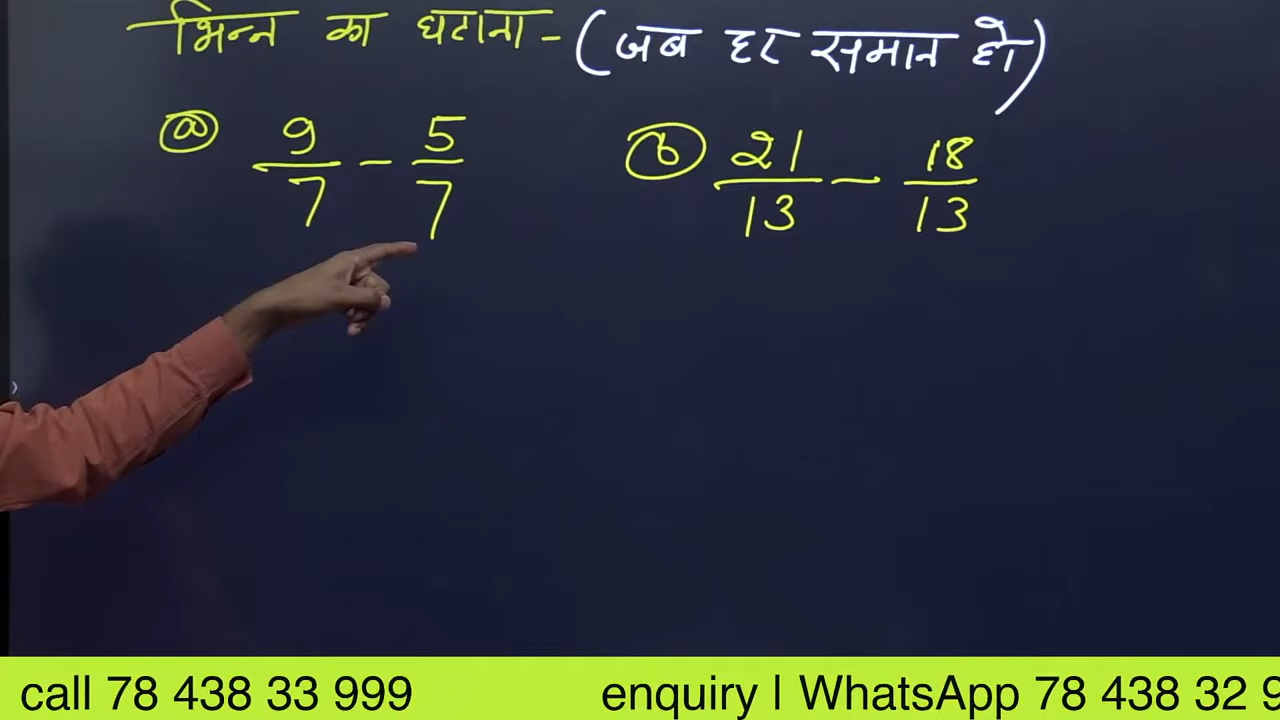 भिन्न का घटाना - (जब हर समान हो)
ⓐ 9/7 - 5/7 ⓑ 21/13 - 18/13
call 78 438 33 999 enquiry | WhatsApp 78 438 32 9